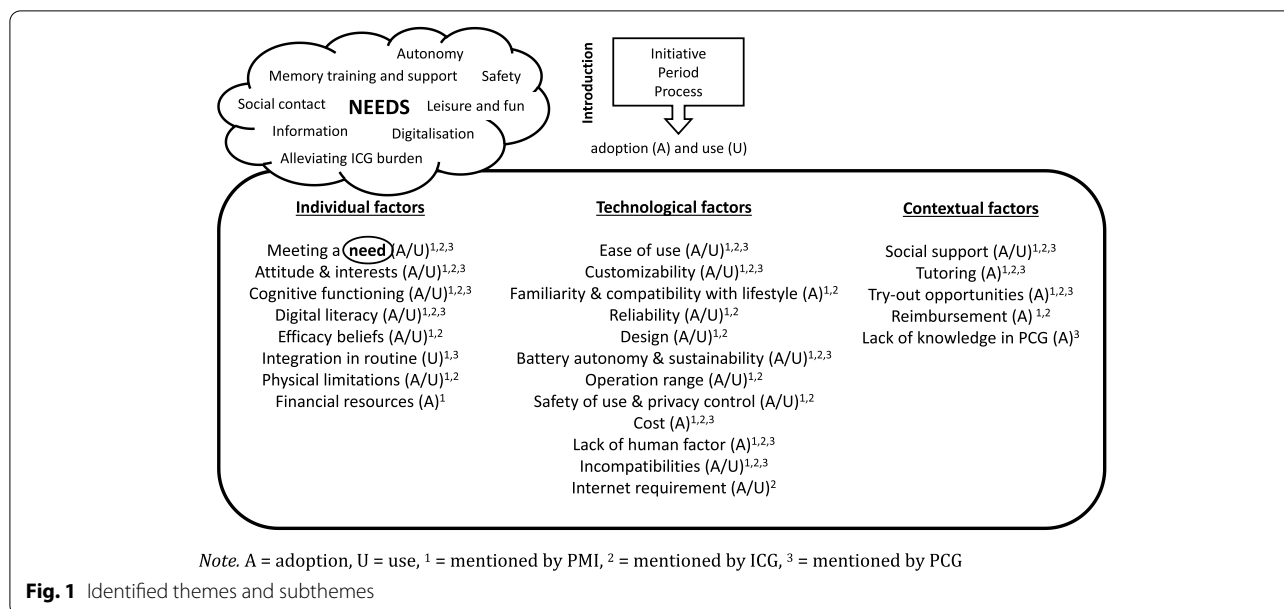 Autonomy
Memory training and support
Safety
Social contact
NEEDS
Leisure and fun
Information
Digitalisation
Alleviating ICG burden
Introduction
Initiative
Period
Process
adoption (A) and use (U)
Individual factors
Meeting a need (A/U)1,2,3
Attitude & interests (A/U)1,2,3
Cognitive functioning (A/U)1,2,3
Digital literacy (A/U)1,2,3
Efficacy beliefs (A/U)1,2
Integration in routine (U)1,3
Physical limitations (A/U)1,2
Financial resources (A)1
Technological factors
Ease of use (A/U)1,2,3
Customizability (A/U)1,2,3
Familiarity & compatibility with lifestyle (A)1,2
Reliability (A/U)1,2
Design (A/U)1,2
Battery autonomy & sustainability (A/U)1,2,3
Operation range (A/U)1,2
Safety of use & privacy control (A/U)1,2
Cost (A)1,2,3
Lack of human factor (A)1,2,3
Incompatibilities (A/U)1,2,3
Internet requirement (A/U)2
Contextual factors
Social support (A/U)1,2,3
Tutoring (A)1,2,3
Try-out opportunities (A)1,2,3
Reimbursement (A) 1,2
Lack of knowledge in PCG (A)3
Note. A = adoption, U = use, 1 = mentioned by PMI, 2 = mentioned by ICG, 3 = mentioned by PCG
Fig. 1 Identified themes and subthemes